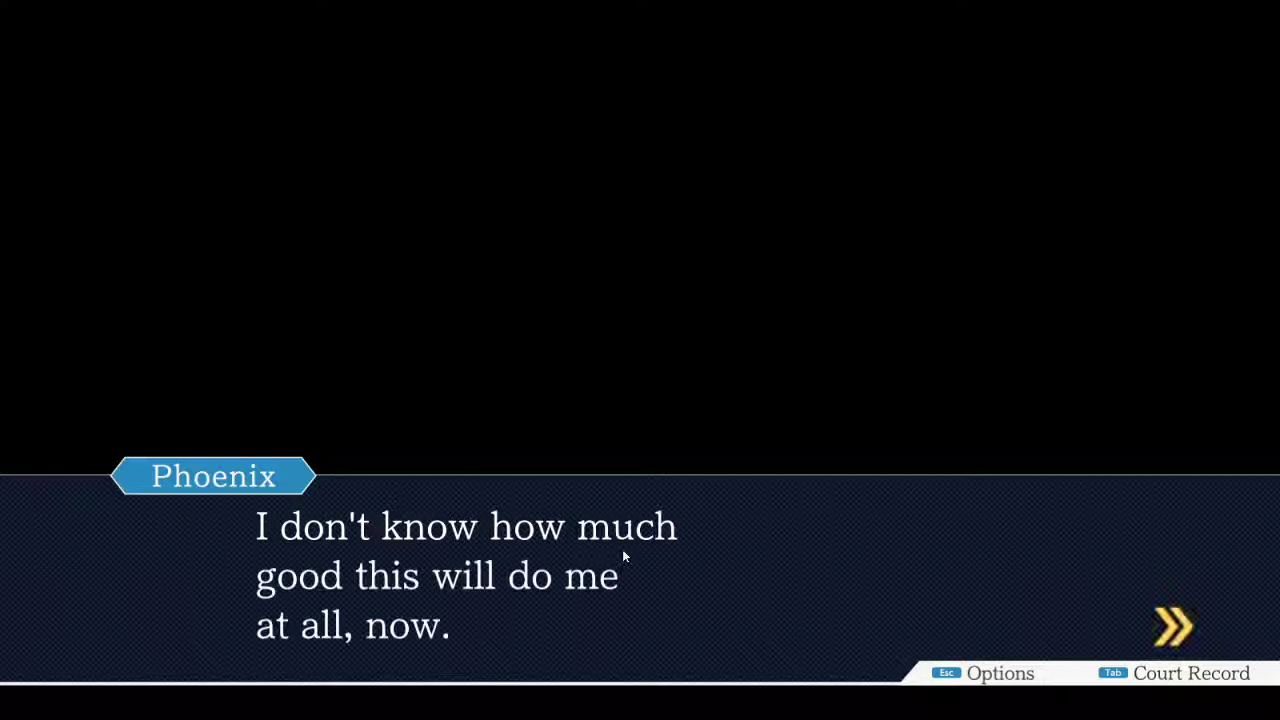 Phoenix
I don't know how much
good this will do me
at all, now.
Esc Options Tab Court Record